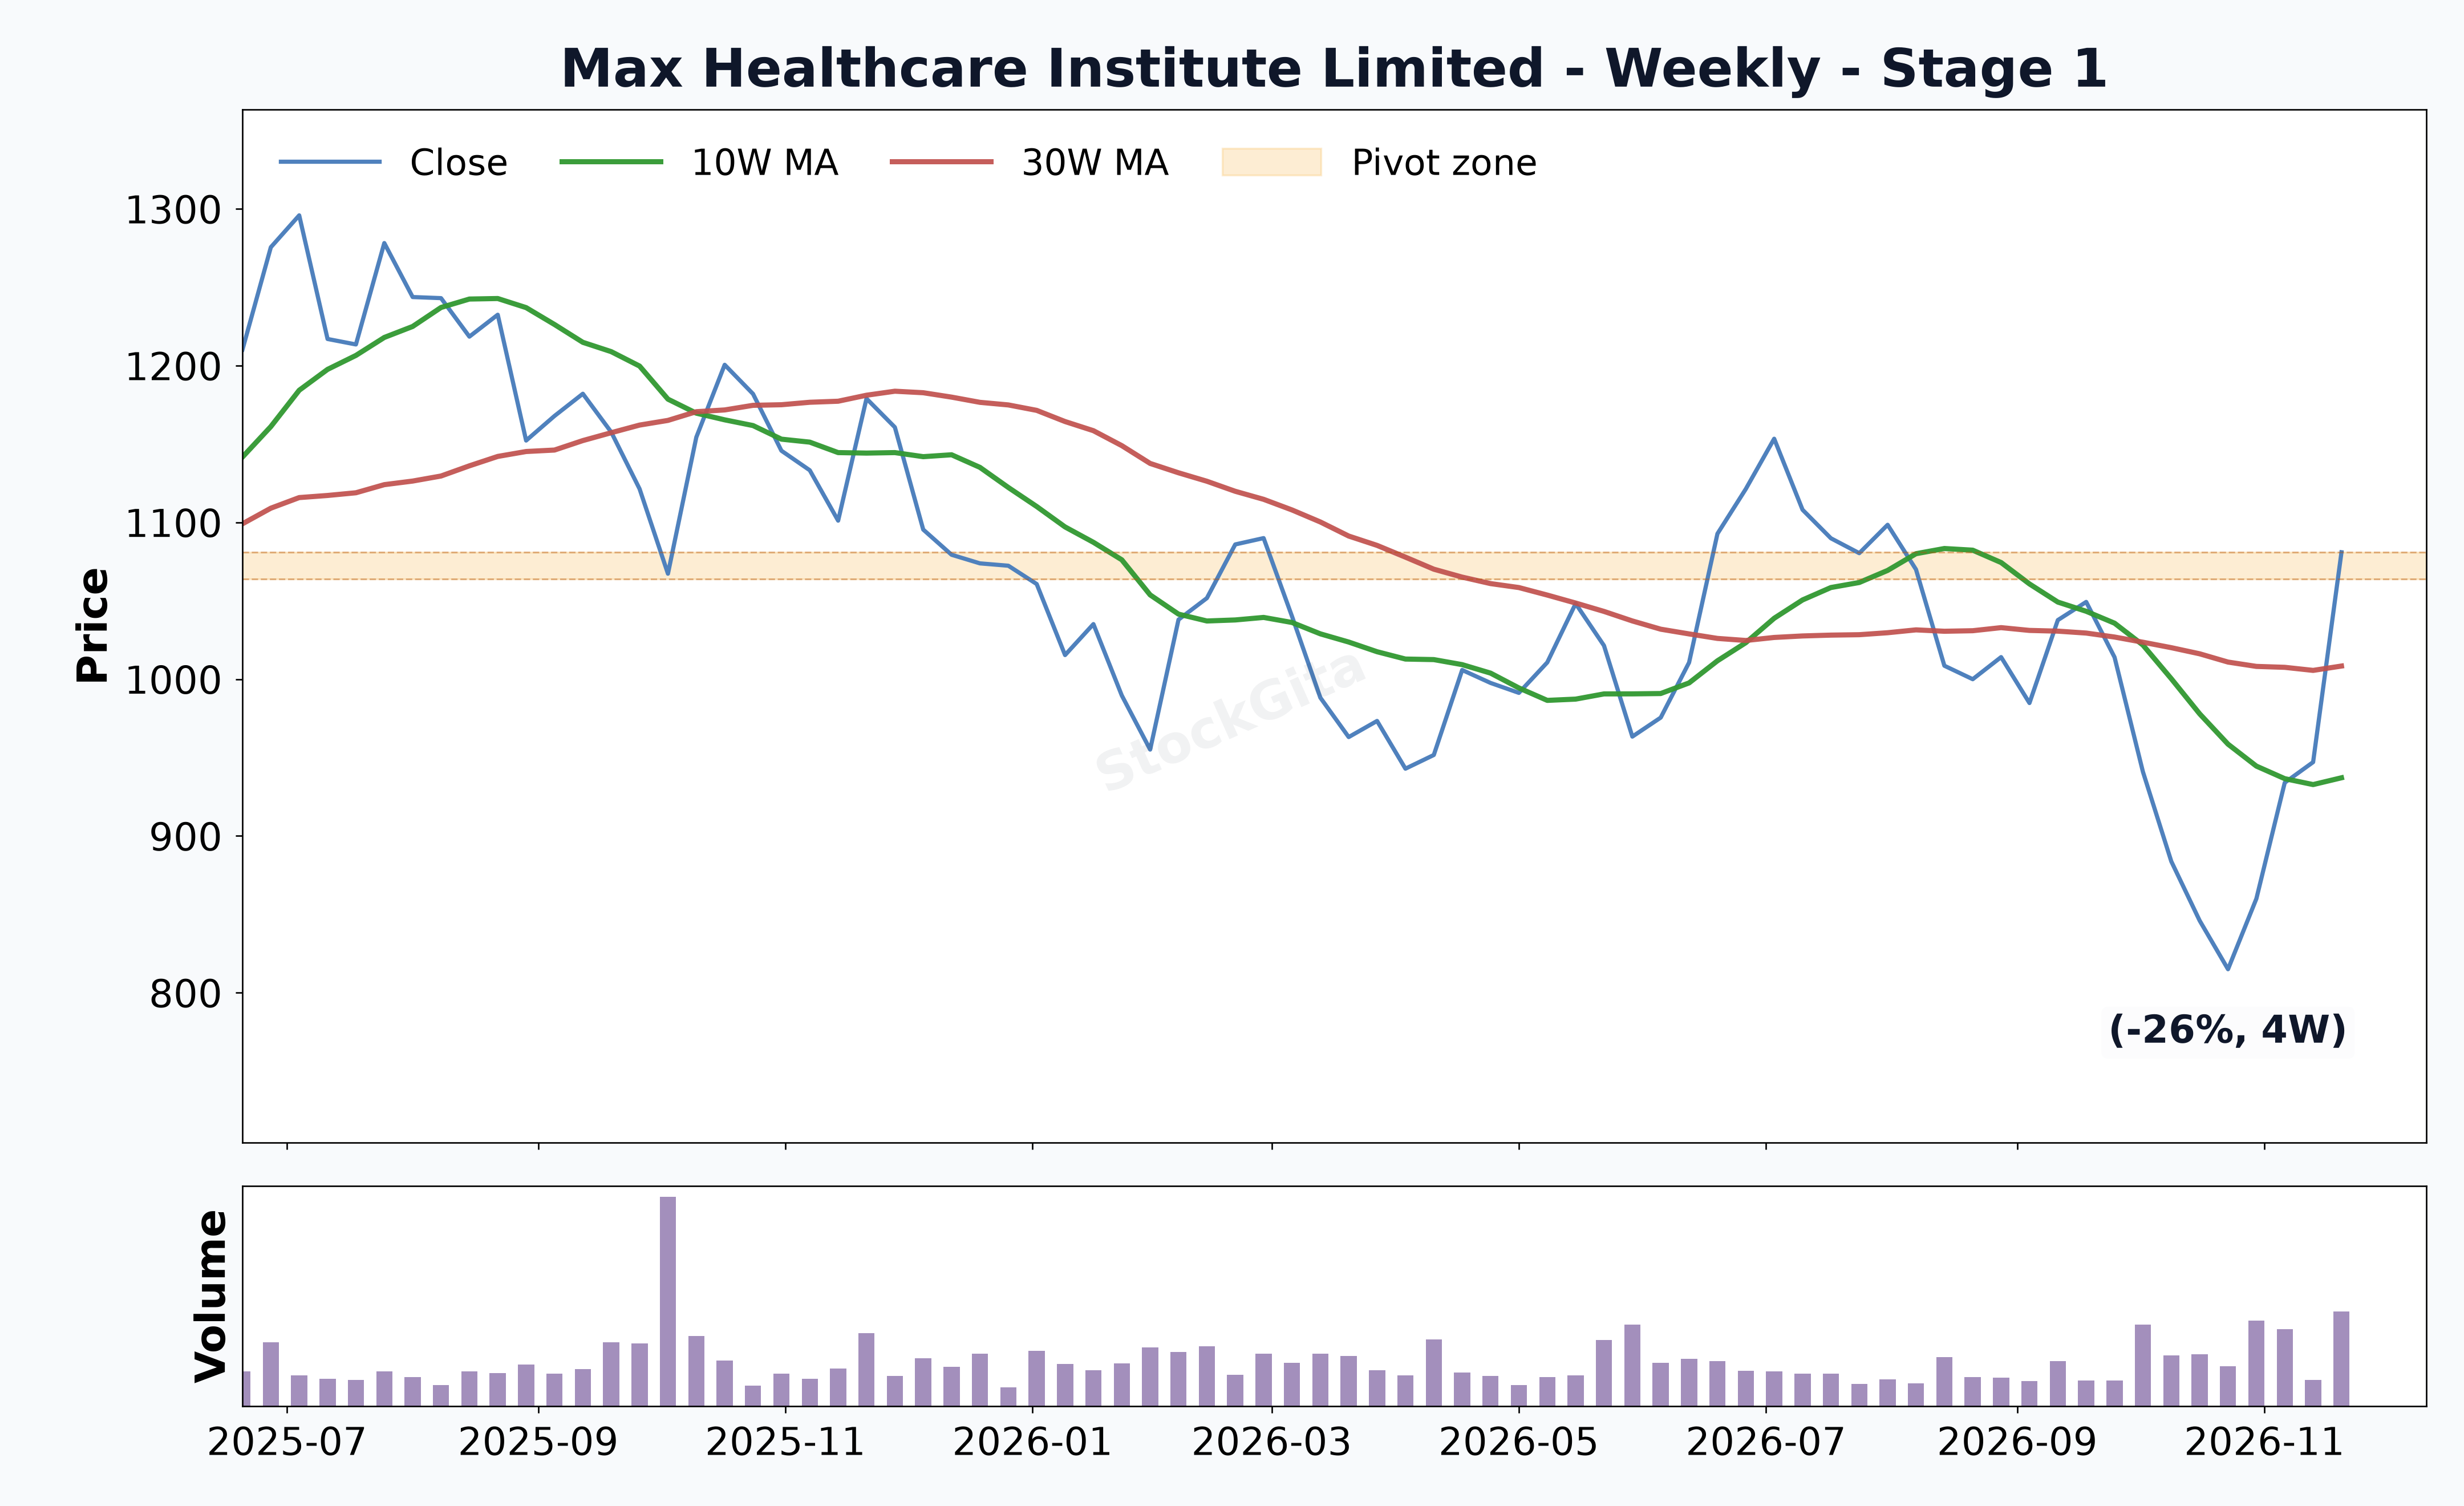 Max Healthcare Institute Limited - Weekly - Stage 1
Close 10W MA 30W MA Pivot zone
1300
1200
1100
1000
900
800
Price
StockGita
(-26%, 4W)
Volume
2025-07 2025-09 2025-11 2026-01 2026-03 2026-05 2026-07 2026-09 2026-11